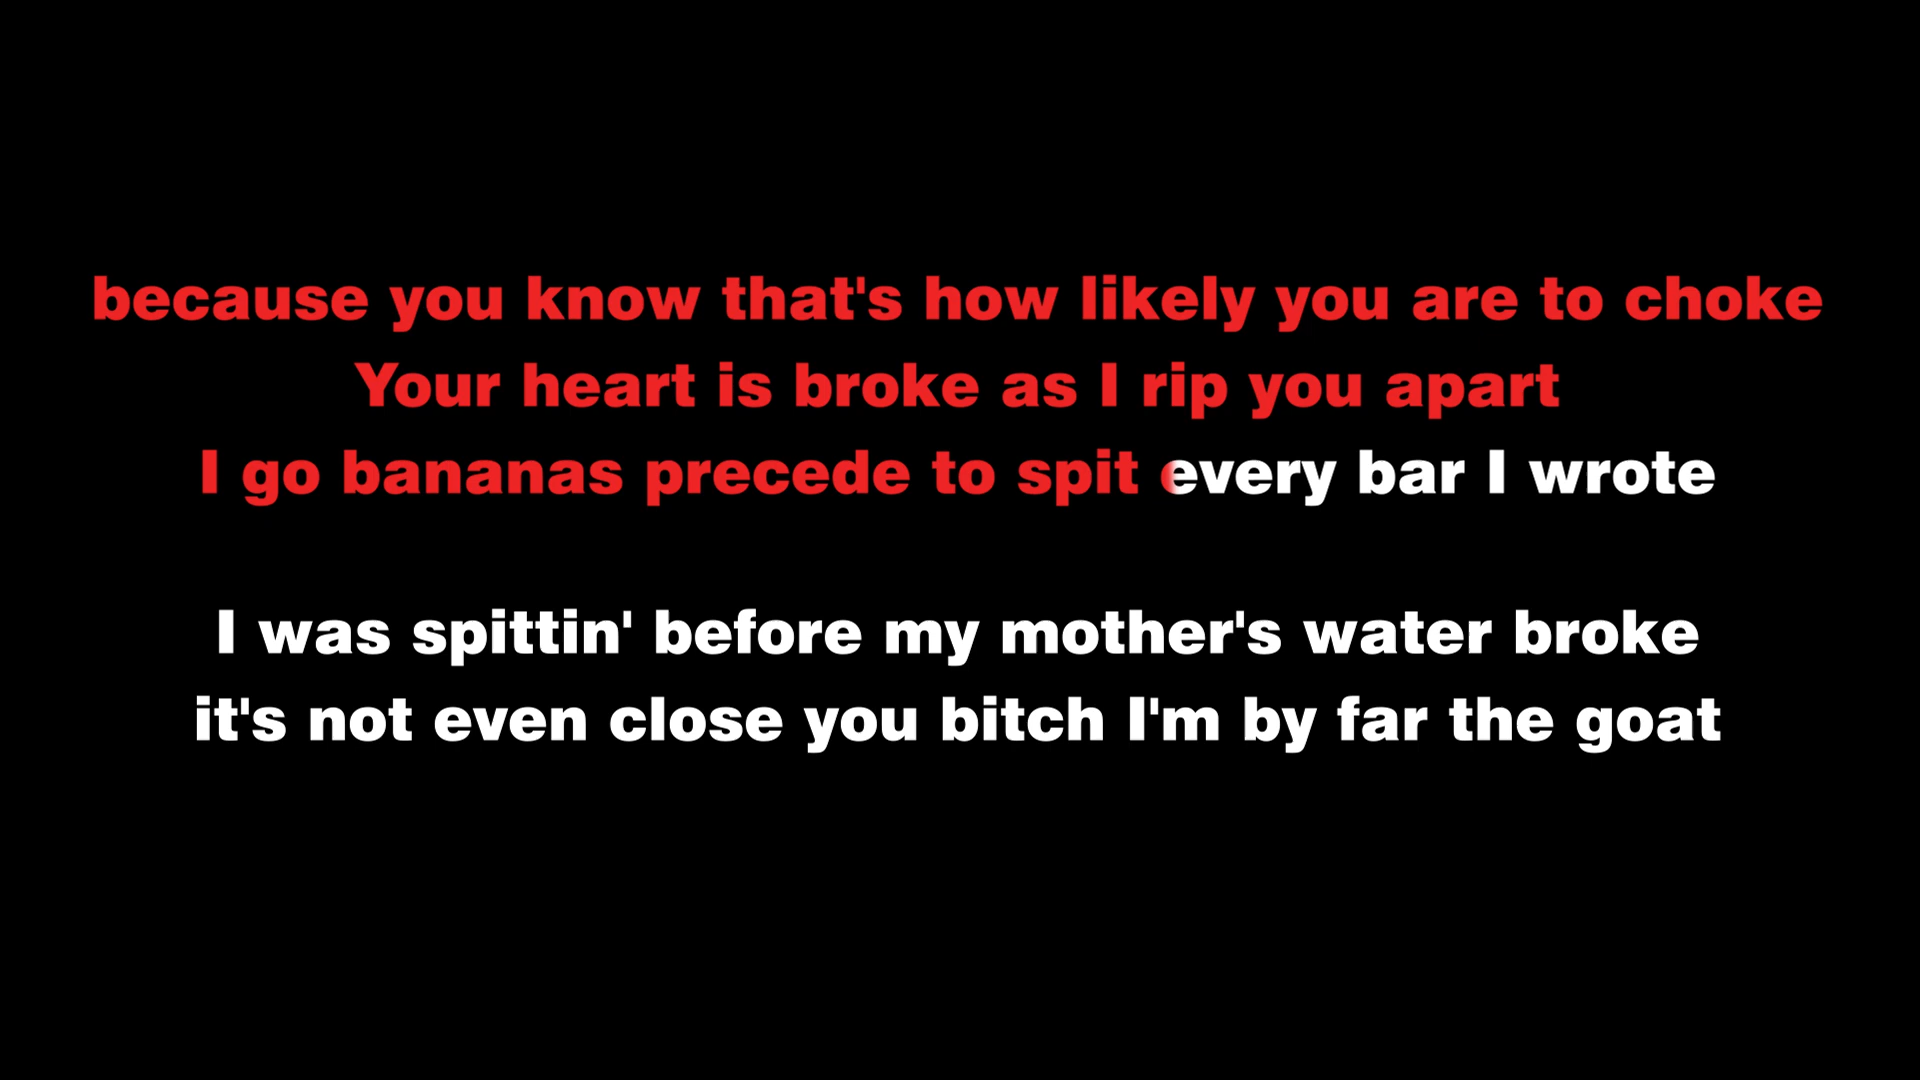 because you know that's how likely you are to choke
Your heart is broke as I rip you apart
I go bananas precede to spit every bar I wrote
I was spittin' before my mother's water broke
it's not even close you bitch I'm by far the goat